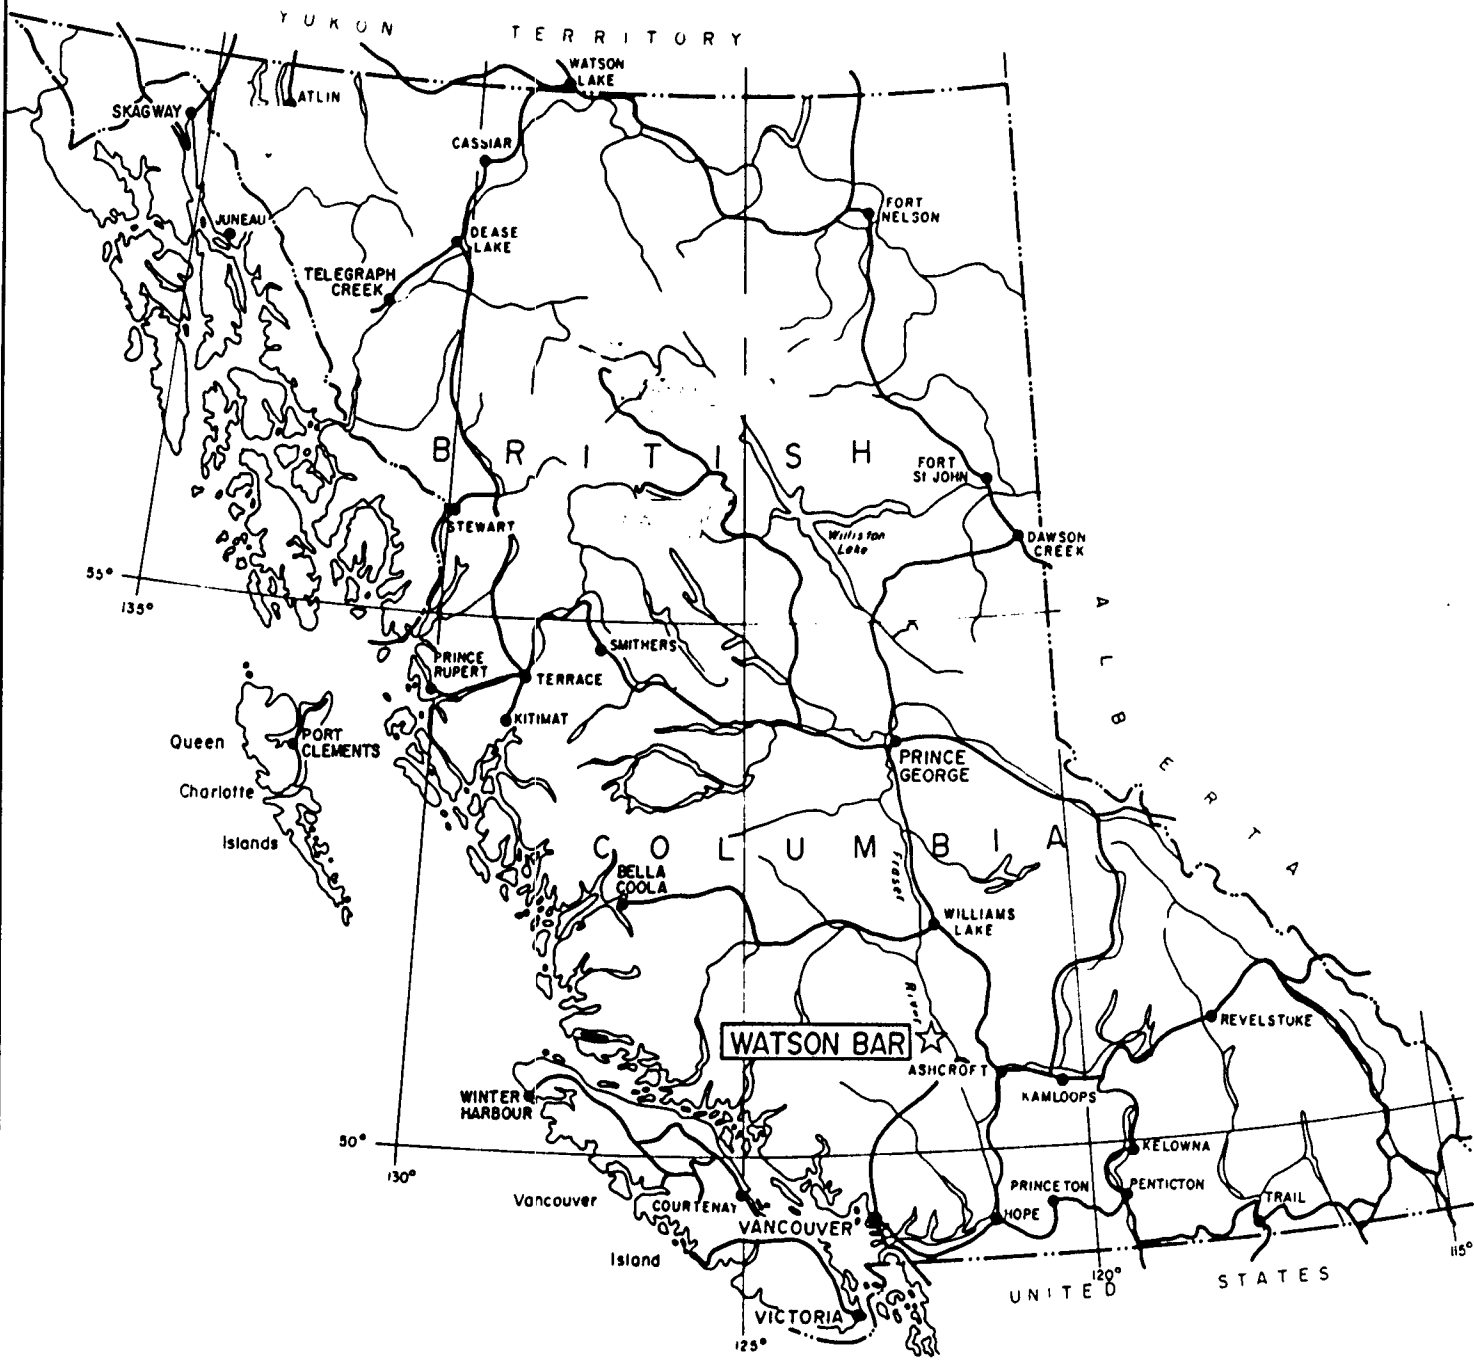 YUKON TERRITORY
WATSON
LAKE
ATLIN
SKAGWAY
CASSIAR
FORT
NELSON
JUNEAU
DEASE
LAKE
TELEGRAPH
CREEK
BRITISH
FORT
ST JOHN
STEWART
Williston
Lake
DAWSON
CREEK
55°
135°
ALBERTA
SMITHERS
PRINCE
RUPERT
TERRACE
KITIMAT
Queen
PORT
CLEMENTS
PRINCE
GEORGE
Charlotte
Islands
COLUMBIA
BELLA
COOLA
Fraser
WILLIAMS
LAKE
River
REVELSTOKE
WATSON BAR
ASHCROFT
KAMLOOPS
WINTER
HARBOUR
50°
130°
KELOWNA
Vancouver
COURTENAY
PRINCETON
PENTICTON
TRAIL
VANCOUVER
HOPE
Island
115°
120°
UNITED STATES
VICTORIA
125°